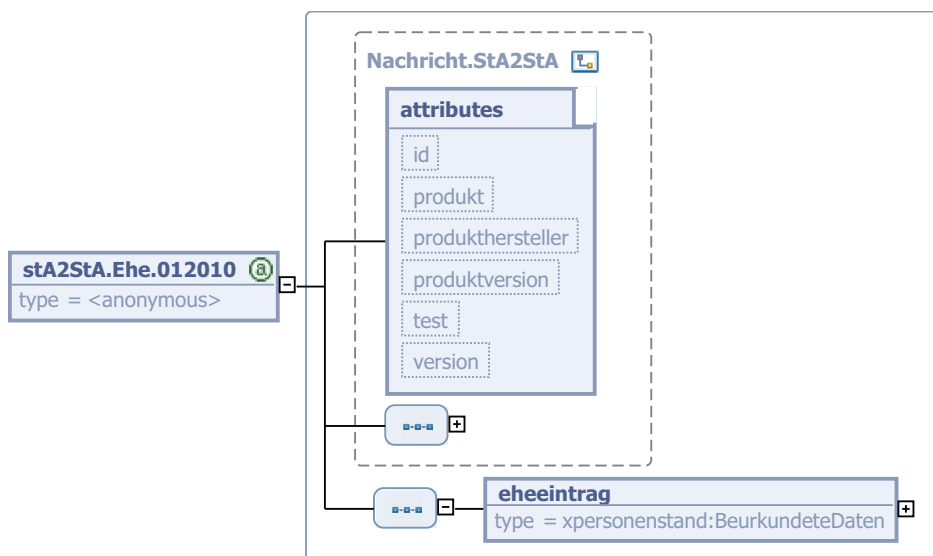 Nachricht.StA2StA
attributes
id
produkt
produkthersteller
produktversion
test
version
stA2StA.Ehe.012010 @
type = <anonymous>
eheeintrag
type = xpersonenstand:BeurkundeteDaten